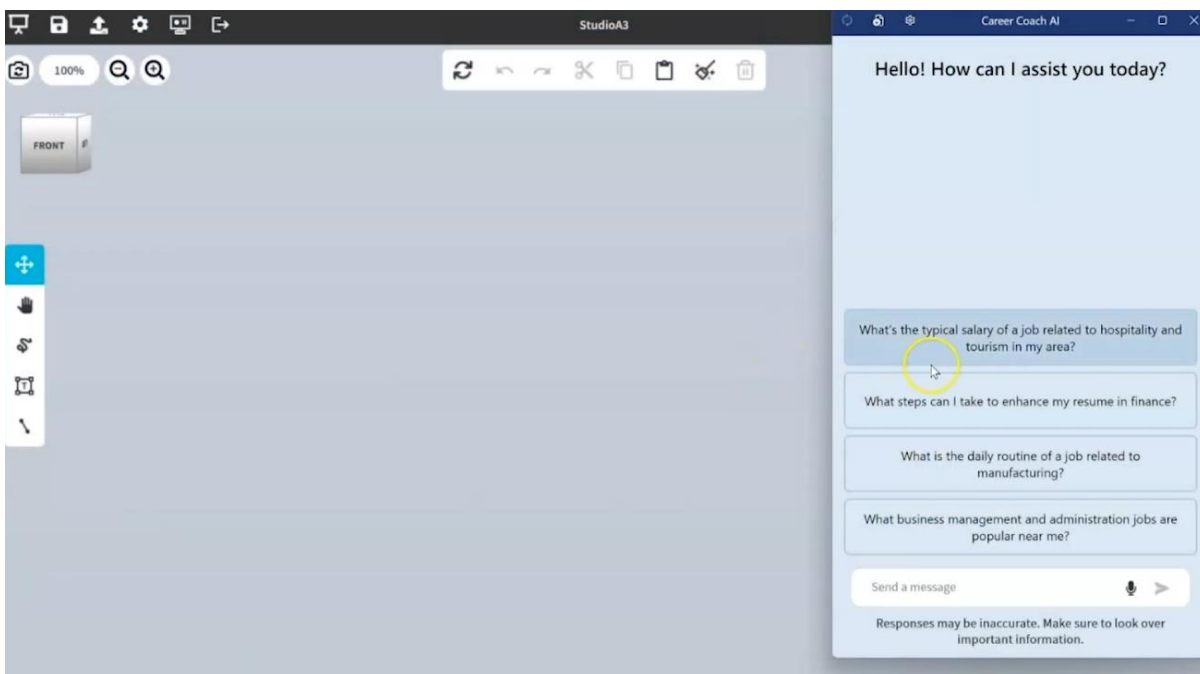 StudioA3
Career Coach AI
100%
Hello! How can I assist you today?
FRONT
T
What's the typical salary of a job related to hospitality and
tourism in my area?
What steps can I take to enhance my resume in finance?
What is the daily routine of a job related to
manufacturing?
What business management and administration jobs are
popular near me?
Send a message
Responses may be inaccurate. Make sure to look over
important information.